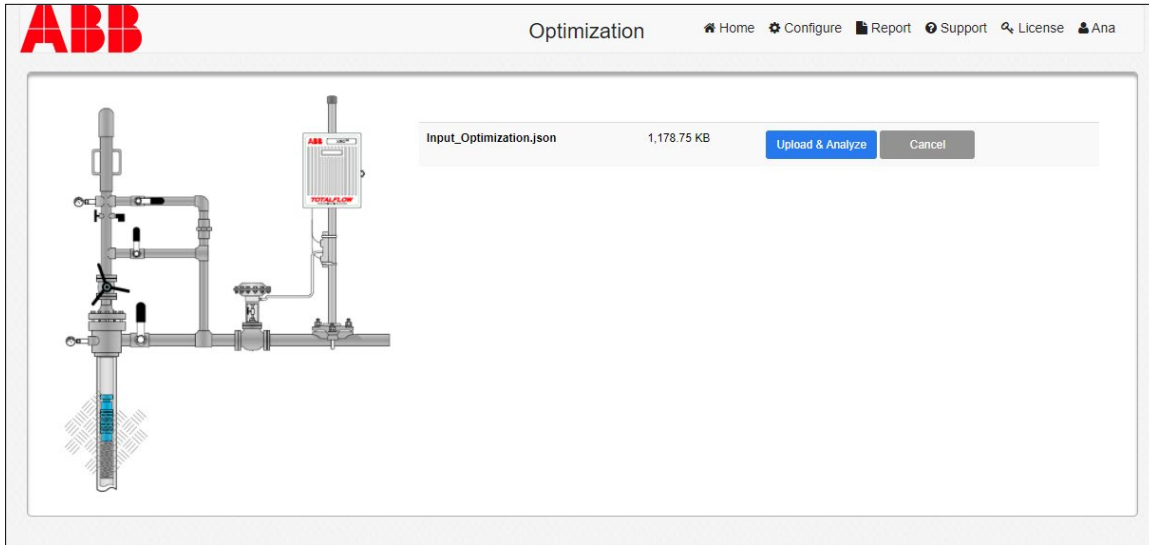 ABB
Optimization
Home Configure Report Support License Ana
Input_Optimization.json 1,178.75 KB Upload & Analyze Cancel
ABB
TOTALFLOW